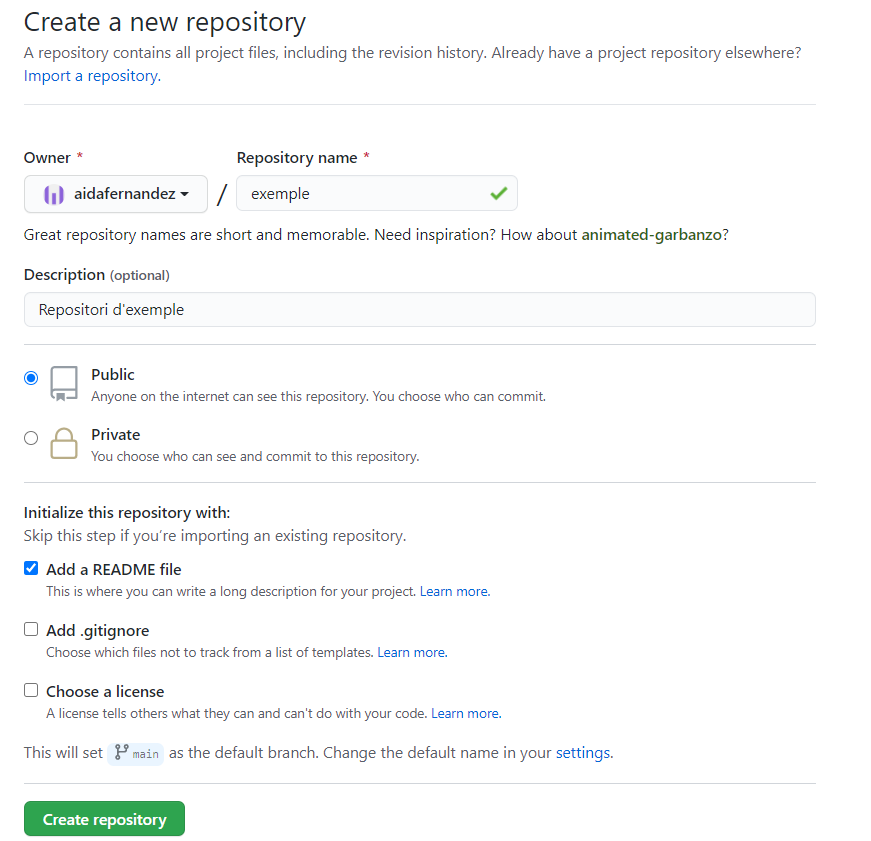 Create a new repository
A repository contains all project files, including the revision history. Already have a project repository elsewhere?
Import a repository.
Owner * Repository name *
aidafernandez / exemple
Great repository names are short and memorable. Need inspiration? How about animated-garbanzo?
Description (optional)
Repositori d'exemple
Public
Anyone on the internet can see this repository. You choose who can commit.
Private
You choose who can see and commit to this repository.
Initialize this repository with:
Skip this step if you’re importing an existing repository.
Add a README file
This is where you can write a long description for your project. Learn more.
Add .gitignore
Choose which files not to track from a list of templates. Learn more.
Choose a license
A license tells others what they can and can't do with your code. Learn more.
This will set main as the default branch. Change the default name in your settings.
Create repository